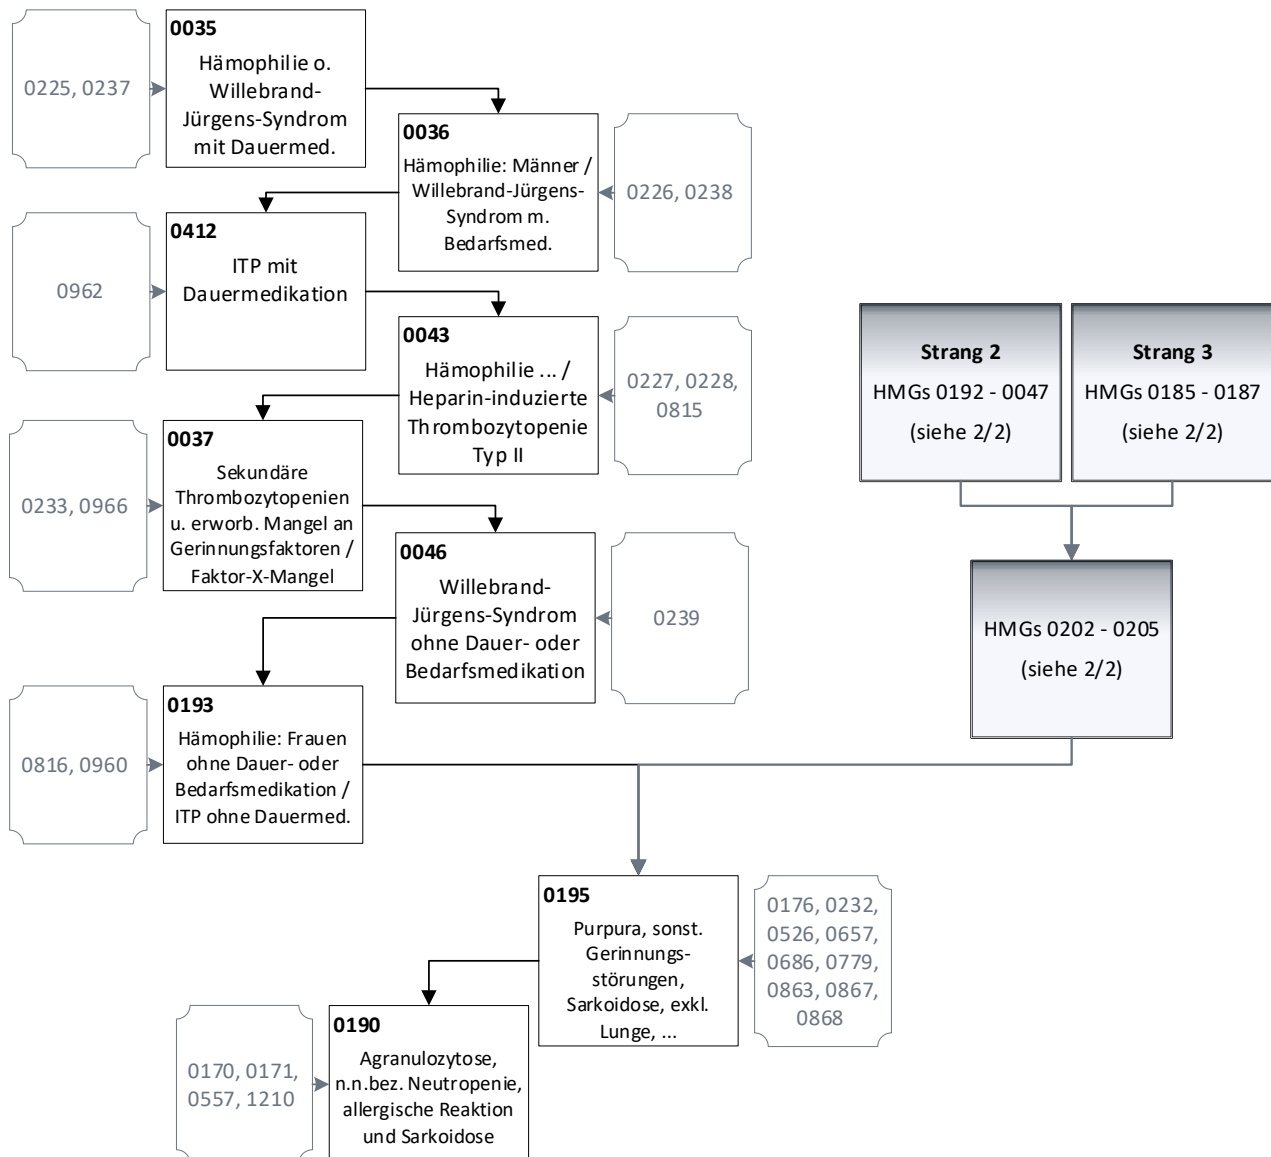 0035
Hämophilie o.
Willebrand-
Jürgens-Syndrom
mit Dauermed.
0225, 0237
0036
Hämophilie: Männer /
Willebrand-Jürgens-
Syndrom m.
Bedarfsmed.
0226, 0238
0412
ITP mit
Dauermedikation
0962
0043
Hämophilie ... /
Heparin-induzierte
Thrombozytopenie
Typ II
0227, 0228,
0815
0037
Sekundäre
Thrombozytopenien
u. erworb. Mangel an
Gerinnungsfaktoren /
Faktor-X-Mangel
0233, 0966
0046
Willebrand-
Jürgens-Syndrom
ohne Dauer- oder
Bedarfsmedikation
0239
0193
Hämophilie: Frauen
ohne Dauer- oder
Bedarfsmedikation /
ITP ohne Dauermed.
0816, 0960
Strang 2
HMGs 0192 - 0047
(siehe 2/2)
Strang 3
HMGs 0185 - 0187
(siehe 2/2)
HMGs 0202 - 0205
(siehe 2/2)
0195
Purpura, sonst.
Gerinnungs-
störungen,
Sarkoidose, exkl.
Lunge, ...
0176, 0232,
0526, 0657,
0686, 0779,
0863, 0867,
0868
0190
Agranulozytose,
n.n.bez. Neutropenie,
allergische Reaktion
und Sarkoidose
0170, 0171,
0557, 1210